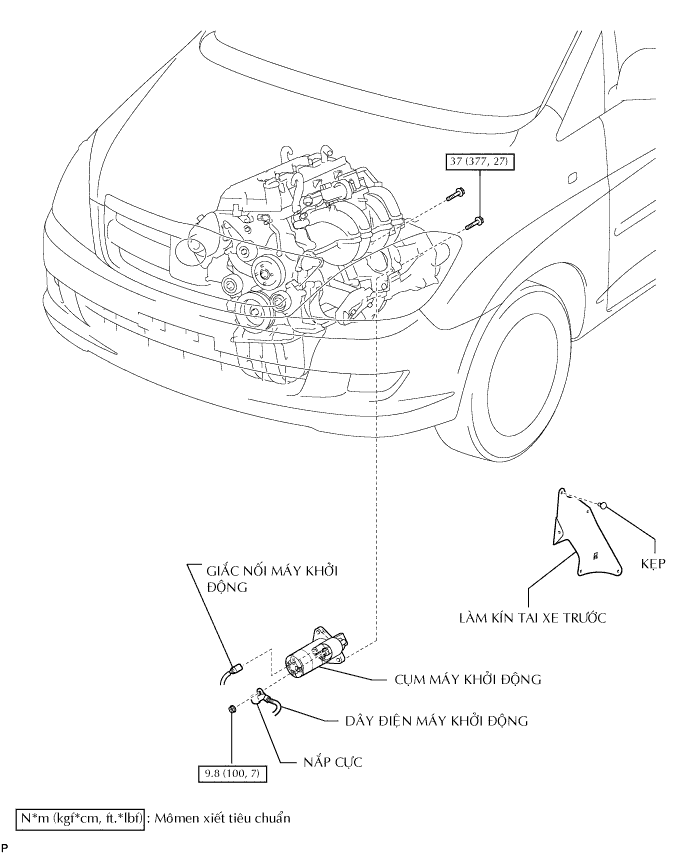 37 (377, 27)
KẸP
LÀM KÍN TAI XE TRƯỚC
GIẮC NỐI MÁY KHỞI
ĐỘNG
CỤM MÁY KHỞI ĐỘNG
DÂY ĐIỆN MÁY KHỞI ĐỘNG
NẮP CỰC
9.8 (100, 7)
N*m (kgf*cm, ft.*lbf) : Mômen xiết tiêu chuẩn
P